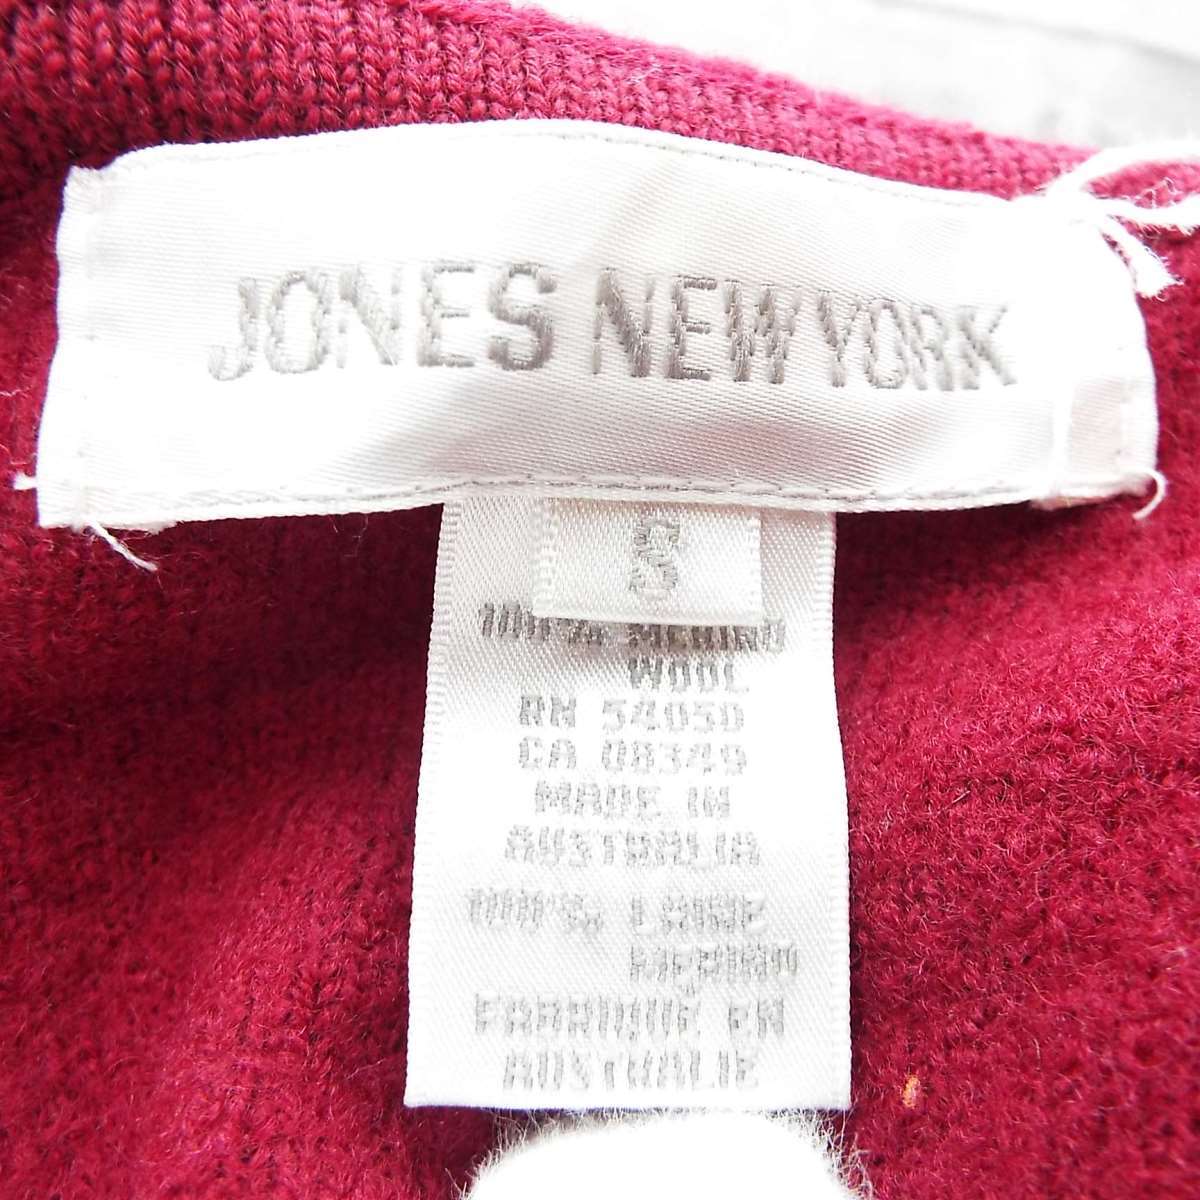 JONES NEW YORK
S
100% MERINO
WOOL
RN 54050
CA 08349
MADE IN
AUSTRALIA
100% LAINE
MERINO
FABRIQUE EN
AUSTRALIE